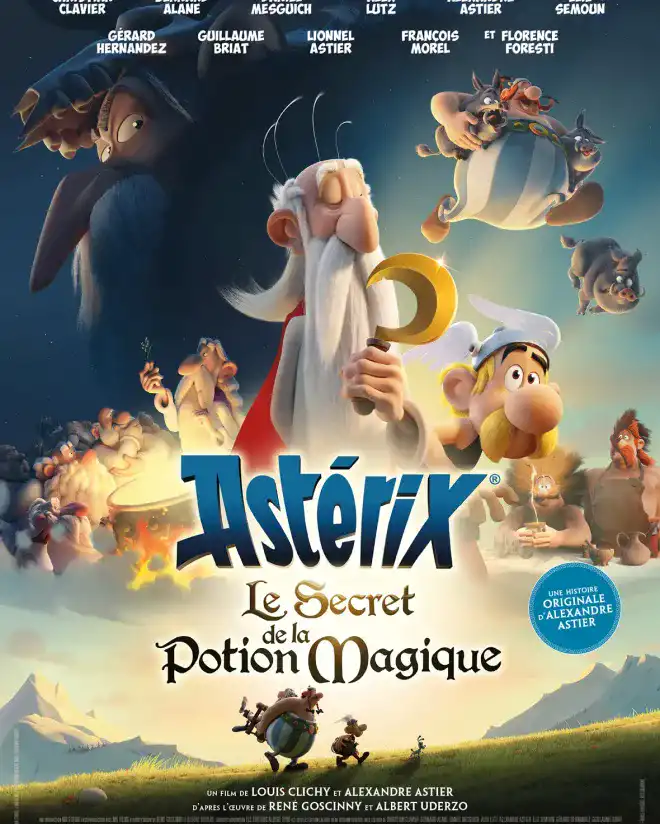 CLAVIER ALANE MESGUICH LUTZ ASTIER SEMOUN
GÉRARD GUILLAUME LIONNEL FRANÇOIS ET FLORENCE
HERNANDEZ BRIAT ASTIER MOREL FORESTI
Astérix®
Le Secret
de la
Potion Magique
UNE HISTOIRE
ORIGINALE
D'ALEXANDRE
ASTIER
UN FILM DE LOUIS CLICHY ET ALEXANDRE ASTIER
D'APRÈS L'ŒUVRE DE RENÉ GOSCINNY ET ALBERT UDERZO